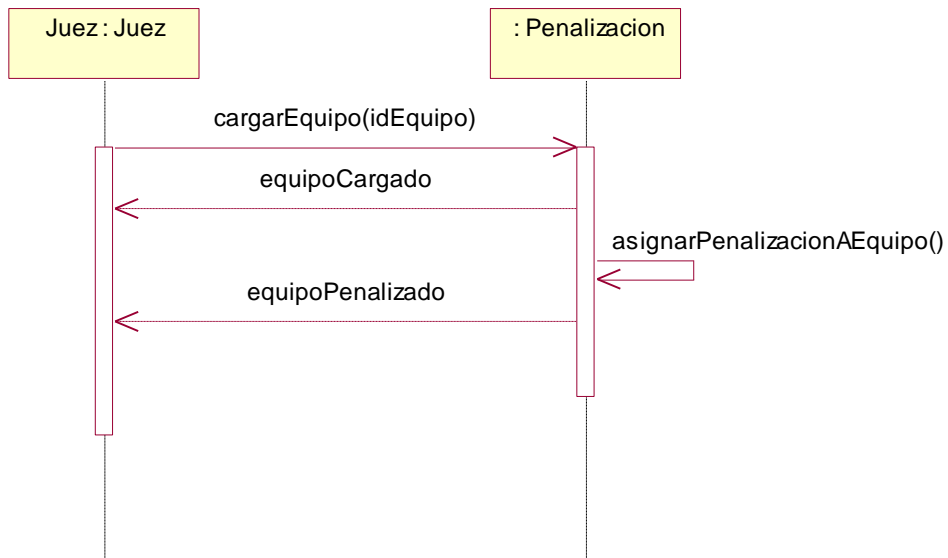 Juez : Juez
: Penalizacion
cargarEquipo(idEquipo)
equipoCargado
asignarPenalizacionAEquipo()
equipoPenalizado